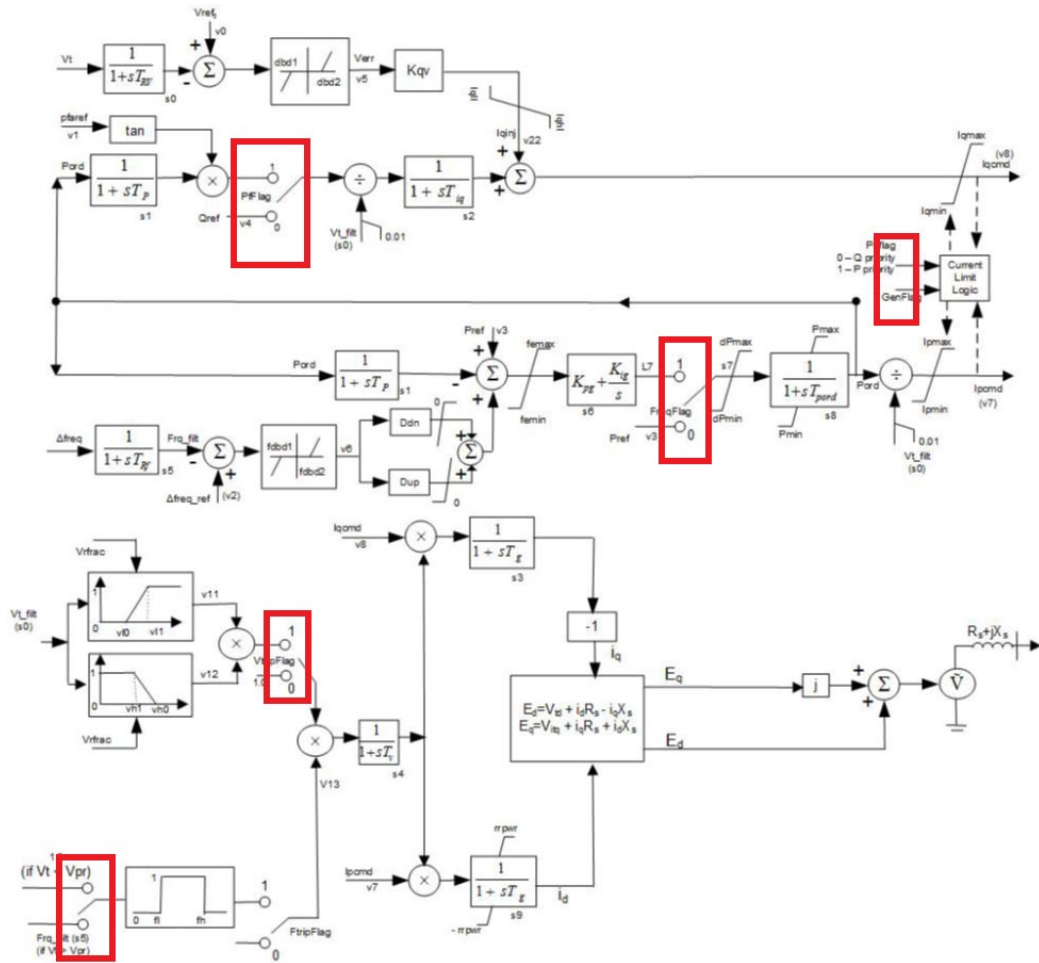 Vref
v0
Vt
1
1+sT_RV
s0
+
-
Σ
dbd1
dbd2
Verr
v5
Kqv
Iql1
Iqh1
Iqinj
v22
pfaref
v1
tan
Pord
1
1 + sT_P
s1
×
1
PfFlag
Qref
v4
0
÷
Vt_filt
(s0)
0.01
1
1 + sT_iq
s2
+
+
Σ
Iqmax
(v8)
Iqcmd
Iqmin
0 – Q priority
1 – P priority
GenFlag
Current
Limit
Logic
Pord
1
1 + sT_P
s1
Pref
v3
+
-
+
Σ
femax
femin
K_pg + K_ig
s
s6
L7
1
FreqFlag
Pref
v3
0
s7
dPmax
dPmin
Pmax
1
1+sT_pord
Pmin
s8
Pord
÷
0.01
Vt_filt
(s0)
Ipmax
Ipmin
Ipcmd
(v7)
Δfreq
1
1+sT_Rf
s5
Frq_filt
-
+
Σ
Δfreq_ref
(v2)
fdbd1
fdbd2
v6
Ddn
0
Dup
0
+
+
Σ
Vrfrac
Vt_filt
(s0)
1
0
vl0
vl1
v11
1
0
vh1
vh0
v12
Vrfrac
×
1
VtripFlag
1.0
0
×
V13
1
1+sT_v
s4
Iqcmd
v8
×
1
1 + sT_g
s3
-1
i_q
E_d=V_td + i_dR_s - i_qX_s
E_q=V_tq + i_qR_s + i_dX_s
E_q
E_d
j
+
+
Σ
Ṽ
R_s+jX_s
Ipcmd
v7
×
rrpwr
1
1 + sT_g
s9
- rrpwr
i_d
(if Vt < Vpr)
Frq_filt (s5)
(if Vt > Vpr)
1
0
fl
fh
1
FtripFlag
0